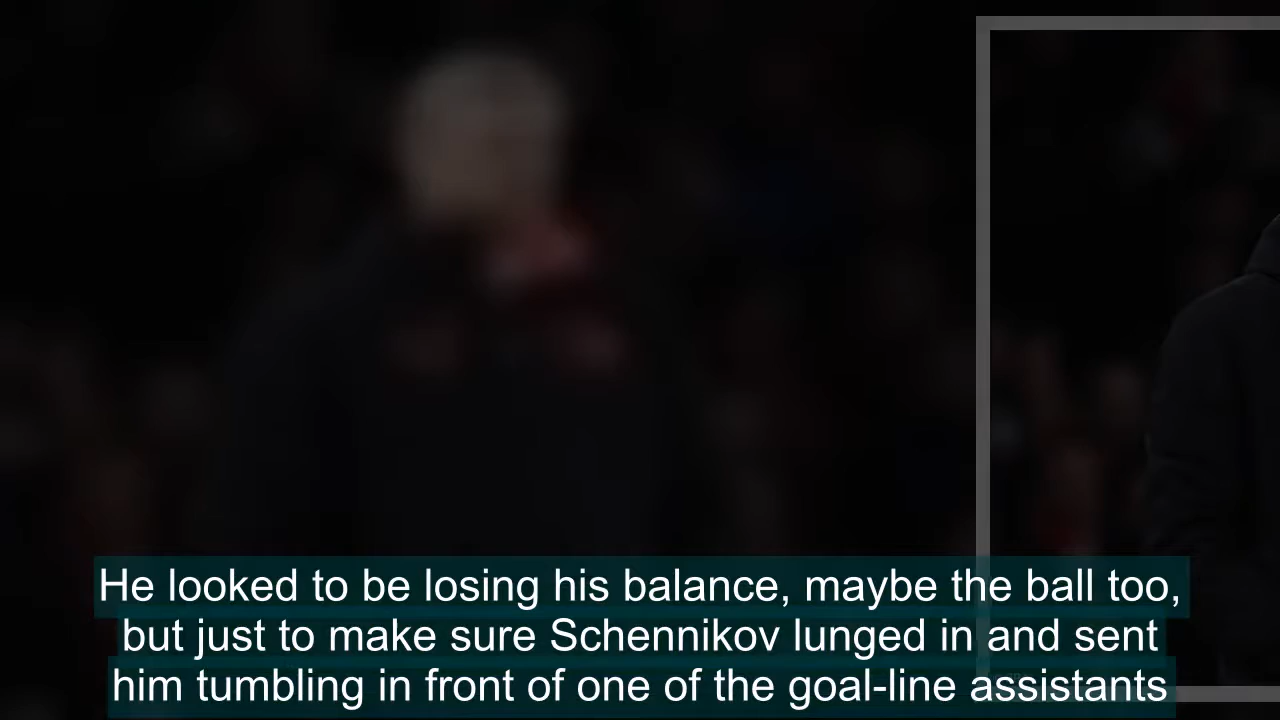 He looked to be losing his balance, maybe the ball too,
but just to make sure Schennikov lunged in and sent
him tumbling in front of one of the goal-line assistants